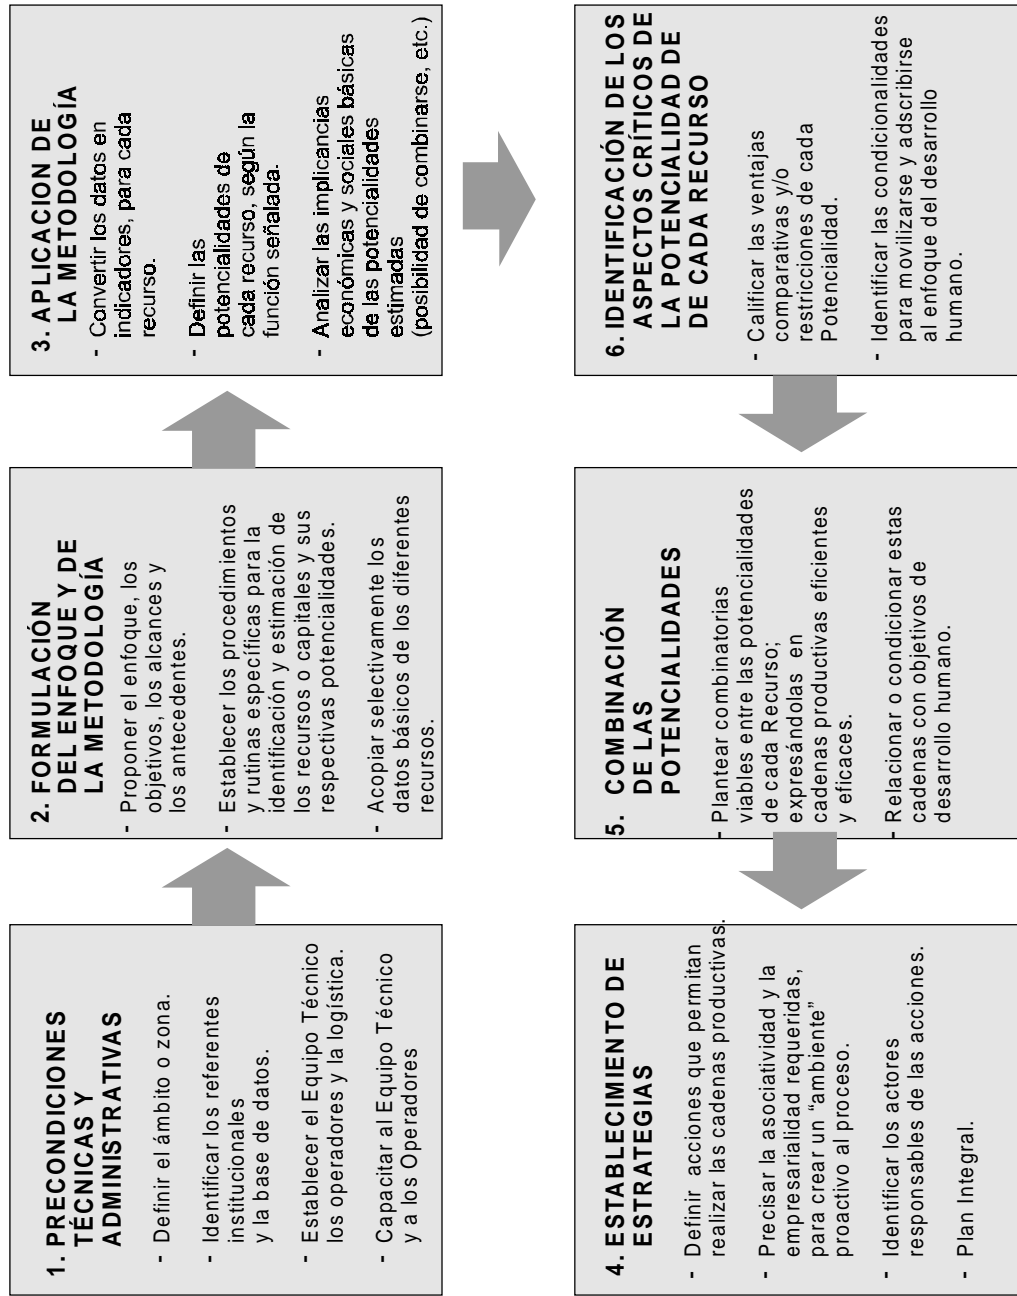 1. PRECONDICIONES
TÉCNICAS Y
ADMINISTRATIVAS
- Definir el ámbito o zona.
- Identificar los referentes
institucionales
y la base de datos.
- Establecer el Equipo Técnico
los operadores y la logística.
- Capacitar al Equipo Técnico
y a los Operadores
2. FORMULACIÓN
DEL ENFOQUE Y DE
LA METODOLOGÍA
- Proponer el enfoque, los
objetivos, los alcances y
los antecedentes.
- Establecer los procedimientos
y rutinas específicas para la
identificación y estimación de
los recursos o capitales y sus
respectivas potencialidades.
- Acopiar selectivamente los
datos básicos de los diferentes
recursos.
3. APLICACION DE
LA METODOLOGÍA
- Convertir los datos en
indicadores, para cada
recurso.
- Definir las
potencialidades de
cada recurso, según la
función señalada.
- Analizar las implicancias
económicas y sociales básicas
de las potencialidades
estimadas
(posibilidad de combinarse, etc.)
4. ESTABLECIMIENTO DE
ESTRATEGIAS
- Definir acciones que permitan
realizar las cadenas productivas.
- Precisar la asociatividad y la
empresarialidad requeridas,
para crear un "ambiente"
proactivo al proceso.
- Identificar los actores
responsables de las acciones.
- Plan Integral.
5. COMBINACIÓN
DE LAS
POTENCIALIDADES
- Plantear combinatorias
viables entre las potencialidades
de cada Recurso;
expresándolas en
cadenas productivas eficientes
y eficaces.
- Relacionar o condicionar estas
cadenas con objetivos de
desarrollo humano.
6. IDENTIFICACIÓN DE LOS
ASPECTOS CRÍTICOS DE
LA POTENCIALIDAD DE
DE CADA RECURSO
- Calificar las ventajas
comparativas y/o
restricciones de cada
Potencialidad.
- Identificar las condicionalidades
para movilizarse y adscribirse
al enfoque del desarrollo
humano.